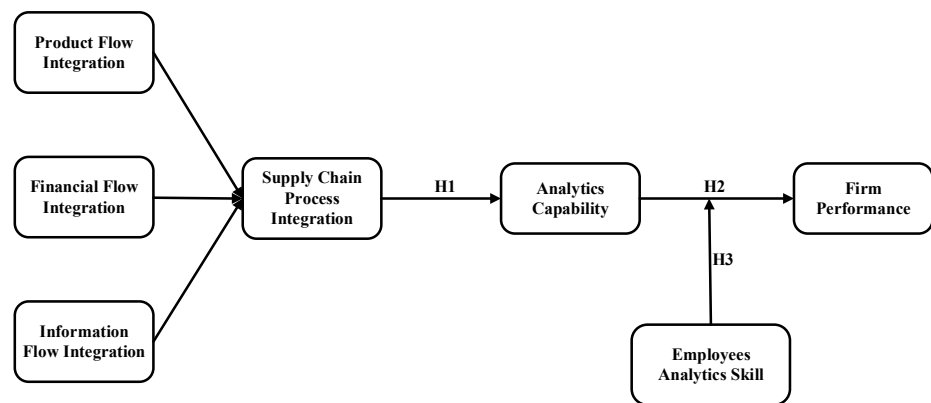 Product Flow
Integration
Financial Flow
Integration
Information
Flow Integration
Supply Chain
Process
Integration
H1
Analytics
Capability
H2
Firm
Performance
H3
Employees
Analytics Skill